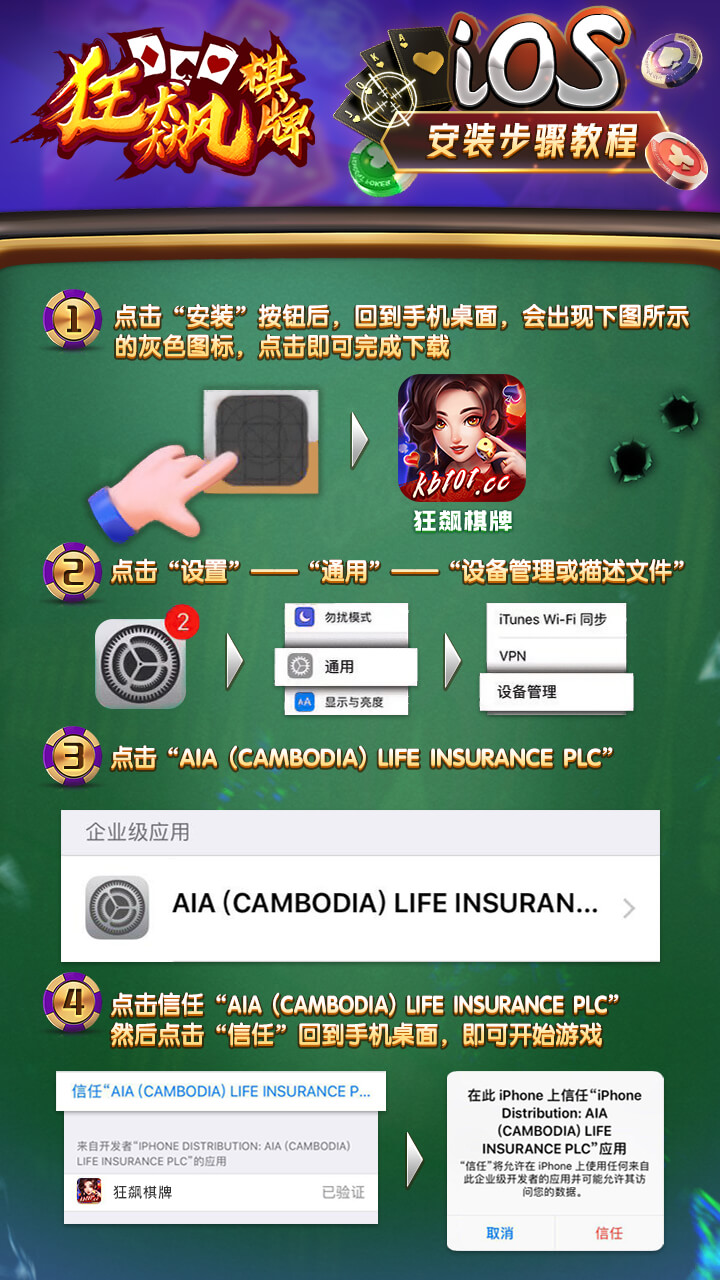 狂飙棋牌
A
K
Q
J
iOS
安装步骤教程
1
点击“安装”按钮后，回到手机桌面，会出现下图所示
的灰色图标，点击即可完成下载
kb101.cc
狂飙棋牌
2
点击“设置”——“通用”——“设备管理或描述文件”
2
勿扰模式
通用
AA 显示与亮度
iTunes Wi-Fi 同步
VPN
设备管理
3
点击“AIA（CAMBODIA）LIFE INSURANCE PLC”
企业级应用
AIA (CAMBODIA) LIFE INSURAN...
4
点击信任“AIA（CAMBODIA）LIFE INSURANCE PLC”
然后点击“信任”回到手机桌面，即可开始游戏
信任“AIA (CAMBODIA) LIFE INSURANCE P...
来自开发者“IPHONE DISTRIBUTION: AIA (CAMBODIA)
LIFE INSURANCE PLC”的应用
狂飙棋牌 已验证
在此 iPhone 上信任“iPhone
Distribution: AIA
(CAMBODIA) LIFE
INSURANCE PLC”应用
“信任”将允许在 iPhone 上使用任何来自
此企业级开发者的应用并可能允许其访
问您的数据。
取消 信任